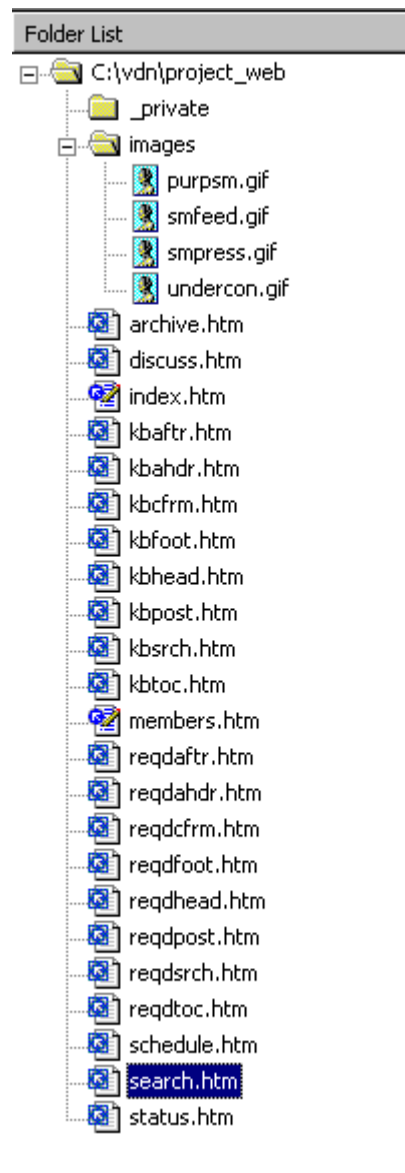 Folder List
C:\vdn\project_web
_private
images
purpsm.gif
smfeed.gif
smpress.gif
undercon.gif
archive.htm
discuss.htm
index.htm
kbaftr.htm
kbahdr.htm
kbcfrm.htm
kbfoot.htm
kbhead.htm
kbpost.htm
kbsrch.htm
kbtoc.htm
members.htm
reqdaftr.htm
reqdahdr.htm
reqdcfrm.htm
reqdfoot.htm
reqdhead.htm
reqdpost.htm
reqdsrch.htm
reqdtoc.htm
schedule.htm
search.htm
status.htm